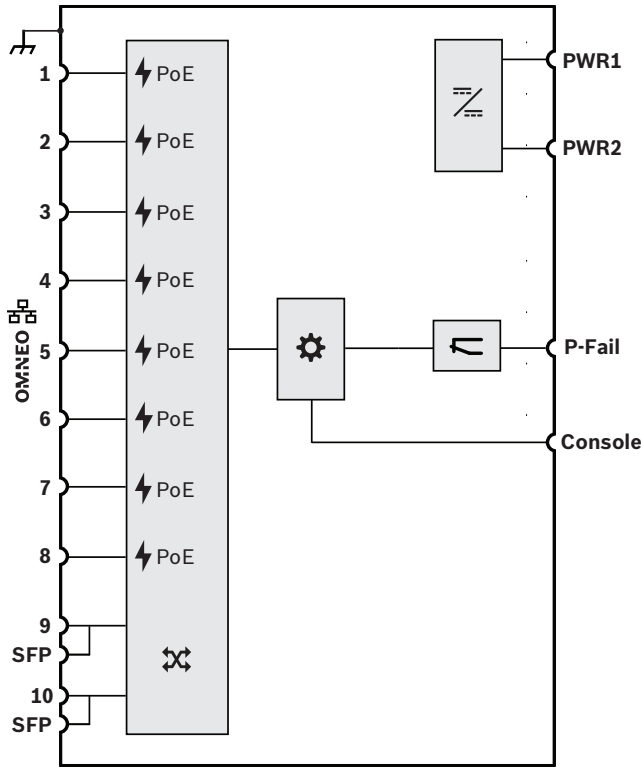 1 PoE PWR1
2 PoE PWR2
3 PoE
4 PoE
OMNEO
5 PoE P-Fail
6 PoE Console
7 PoE
8 PoE
9
SFP
10
SFP